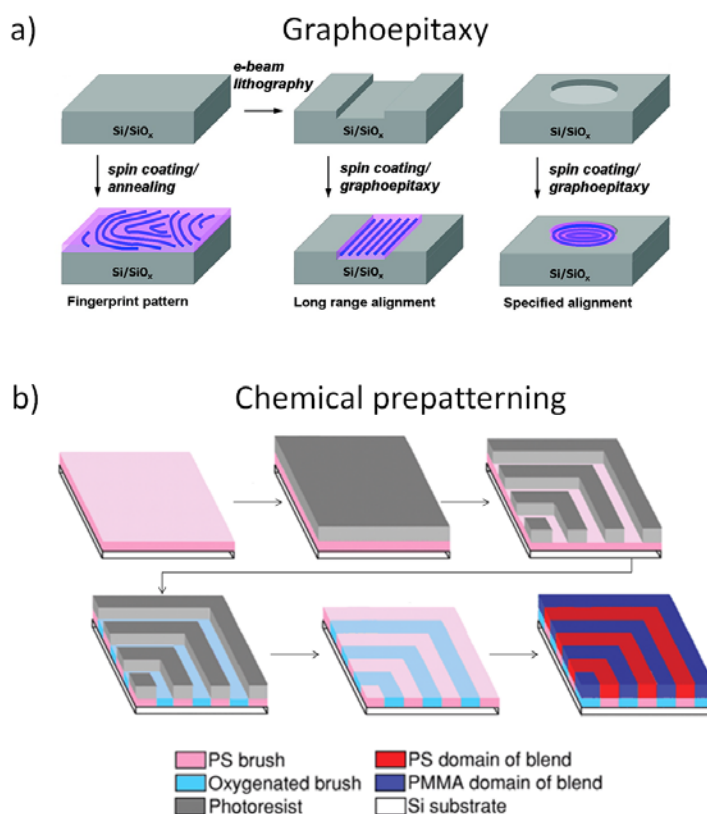 a) Graphoepitaxy
e-beam
lithography
Si/SiOₓ
Si/SiOₓ
Si/SiOₓ
spin coating/
annealing
spin coating/
graphoepitaxy
spin coating/
graphoepitaxy
Si/SiOₓ
Si/SiOₓ
Si/SiOₓ
Fingerprint pattern
Long range alignment
Specified alignment
b) Chemical prepatterning
PS brush
PS domain of blend
Oxygenated brush
PMMA domain of blend
Photoresist
Si substrate